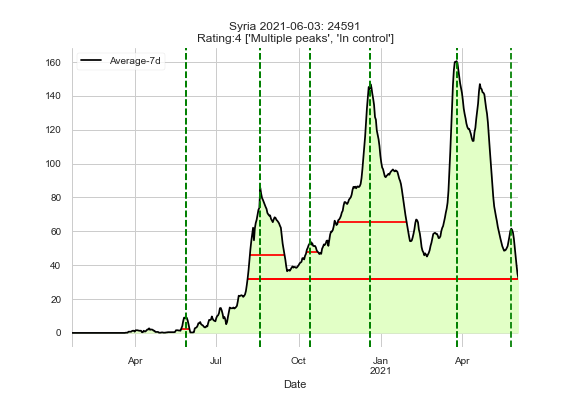 Syria 2021-06-03: 24591
Rating:4 ['Multiple peaks', 'In control']
Average-7d
160
140
120
100
80
60
40
20
0
Apr
Jul
Oct
Jan
2021
Apr
Date